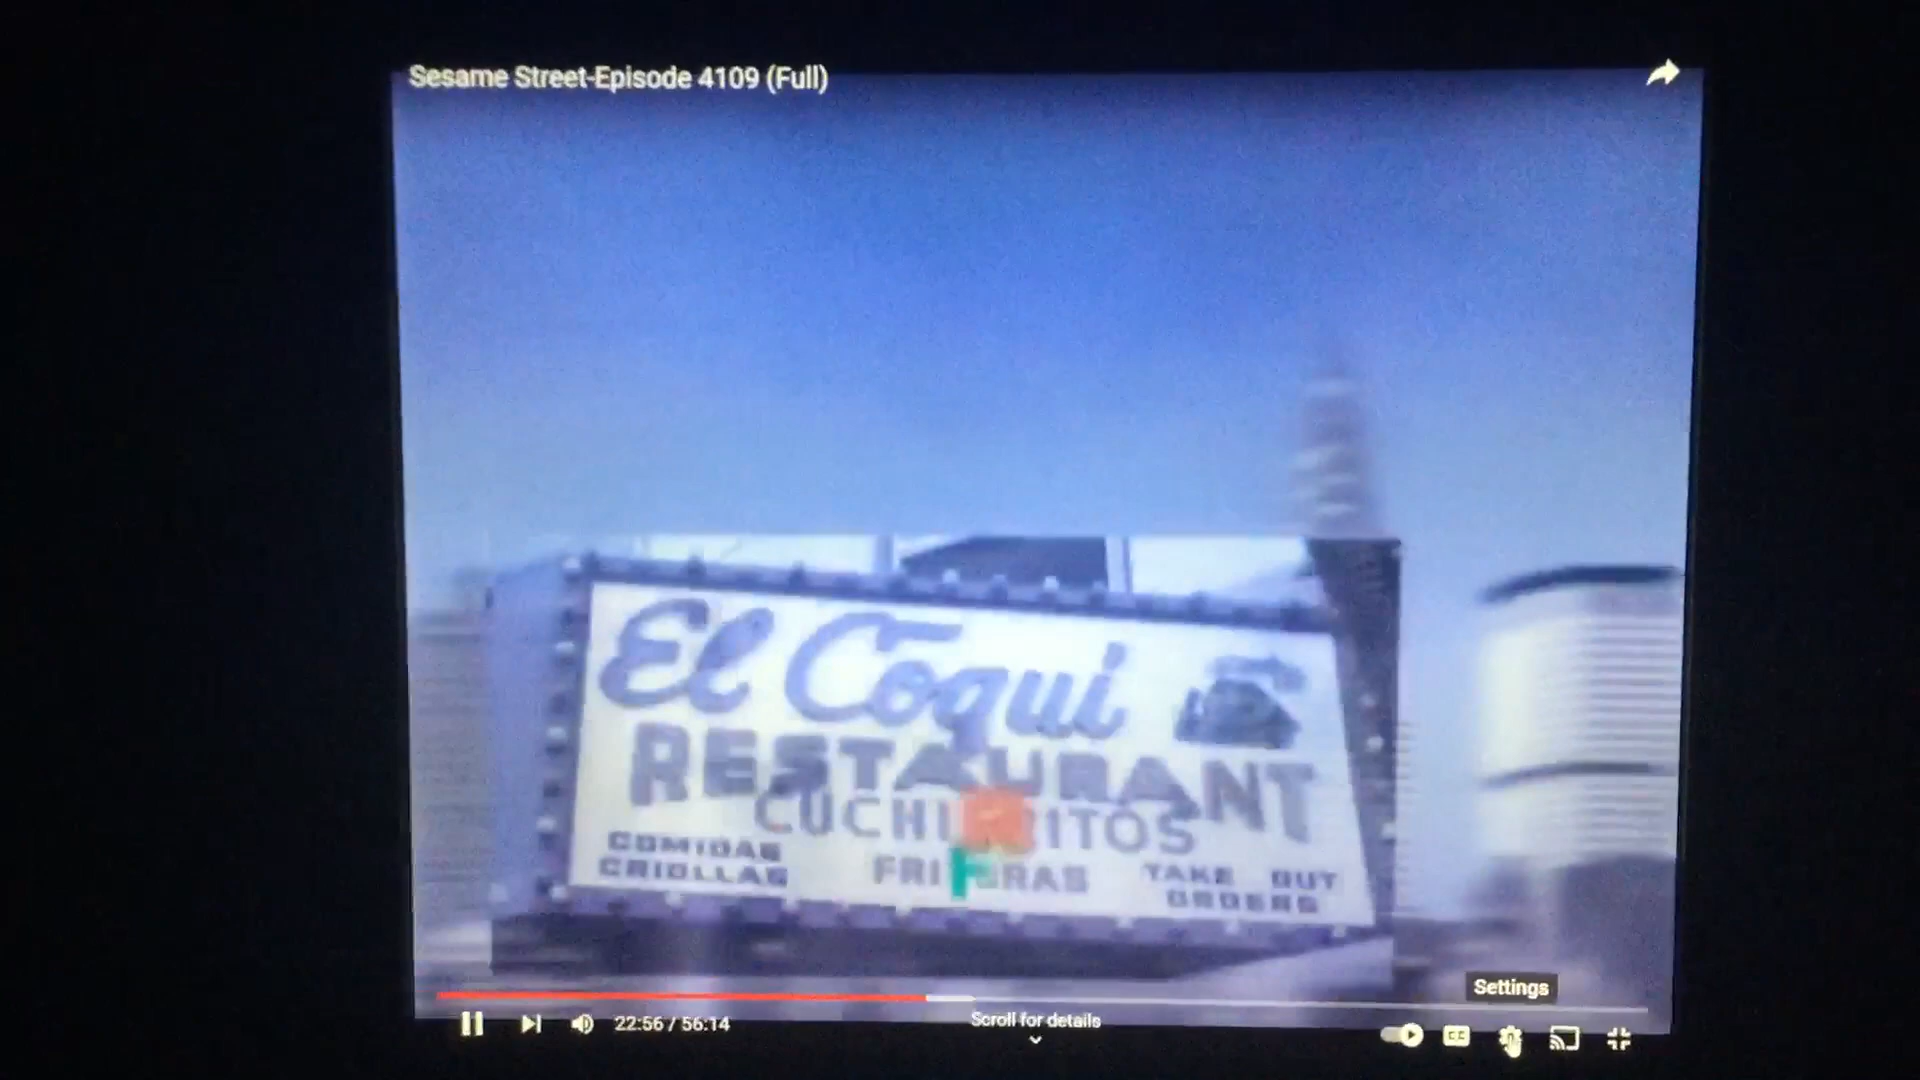 Sesame Street-Episode 4109 (Full)
El Coqui
RESTAURANT
CUCHI ITOS
COMIDAS
CRIOLLAS
FRI F RAS
TAKE OUT
ORDERS
Settings
22:56 / 56:14
Scroll for details
CC